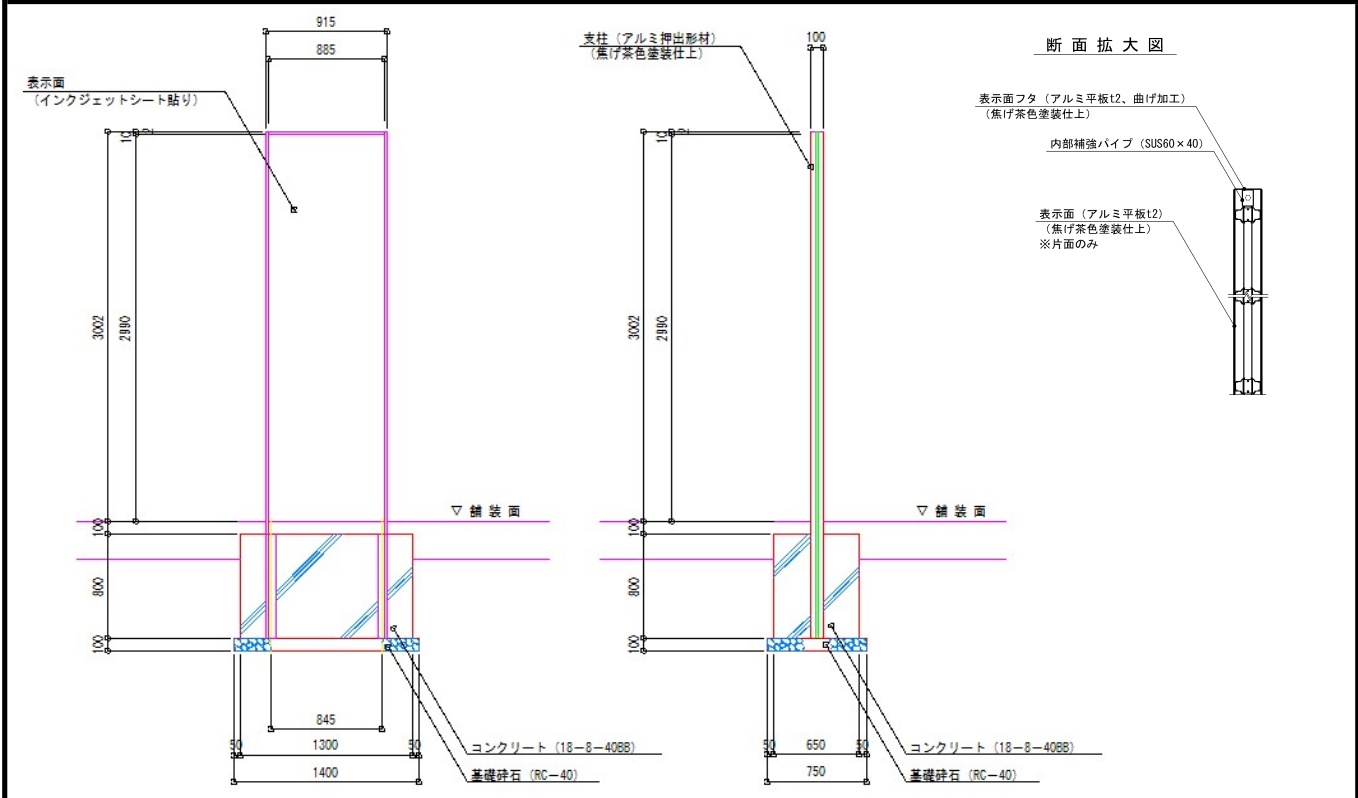 915
885
表示面
(インクジェットシート貼り)
10
2
3002
2990
▽ 舗 装 面
100
800
100
845
50
1300
50
1400
コンクリート (18－8－40BB)
基礎砕石 (RC－40)
支柱 (アルミ押出形材)
(焦げ茶色塗装仕上)
100
10
2
3002
2990
▽ 舗 装 面
100
800
100
50
650
50
750
コンクリート (18－8－40BB)
基礎砕石 (RC－40)
断 面 拡 大 図
表示面フタ (アルミ平板t2、曲げ加工)
(焦げ茶色塗装仕上)
内部補強パイプ (SUS60×40)
表示面 (アルミ平板t2)
(焦げ茶色塗装仕上)
※片面のみ